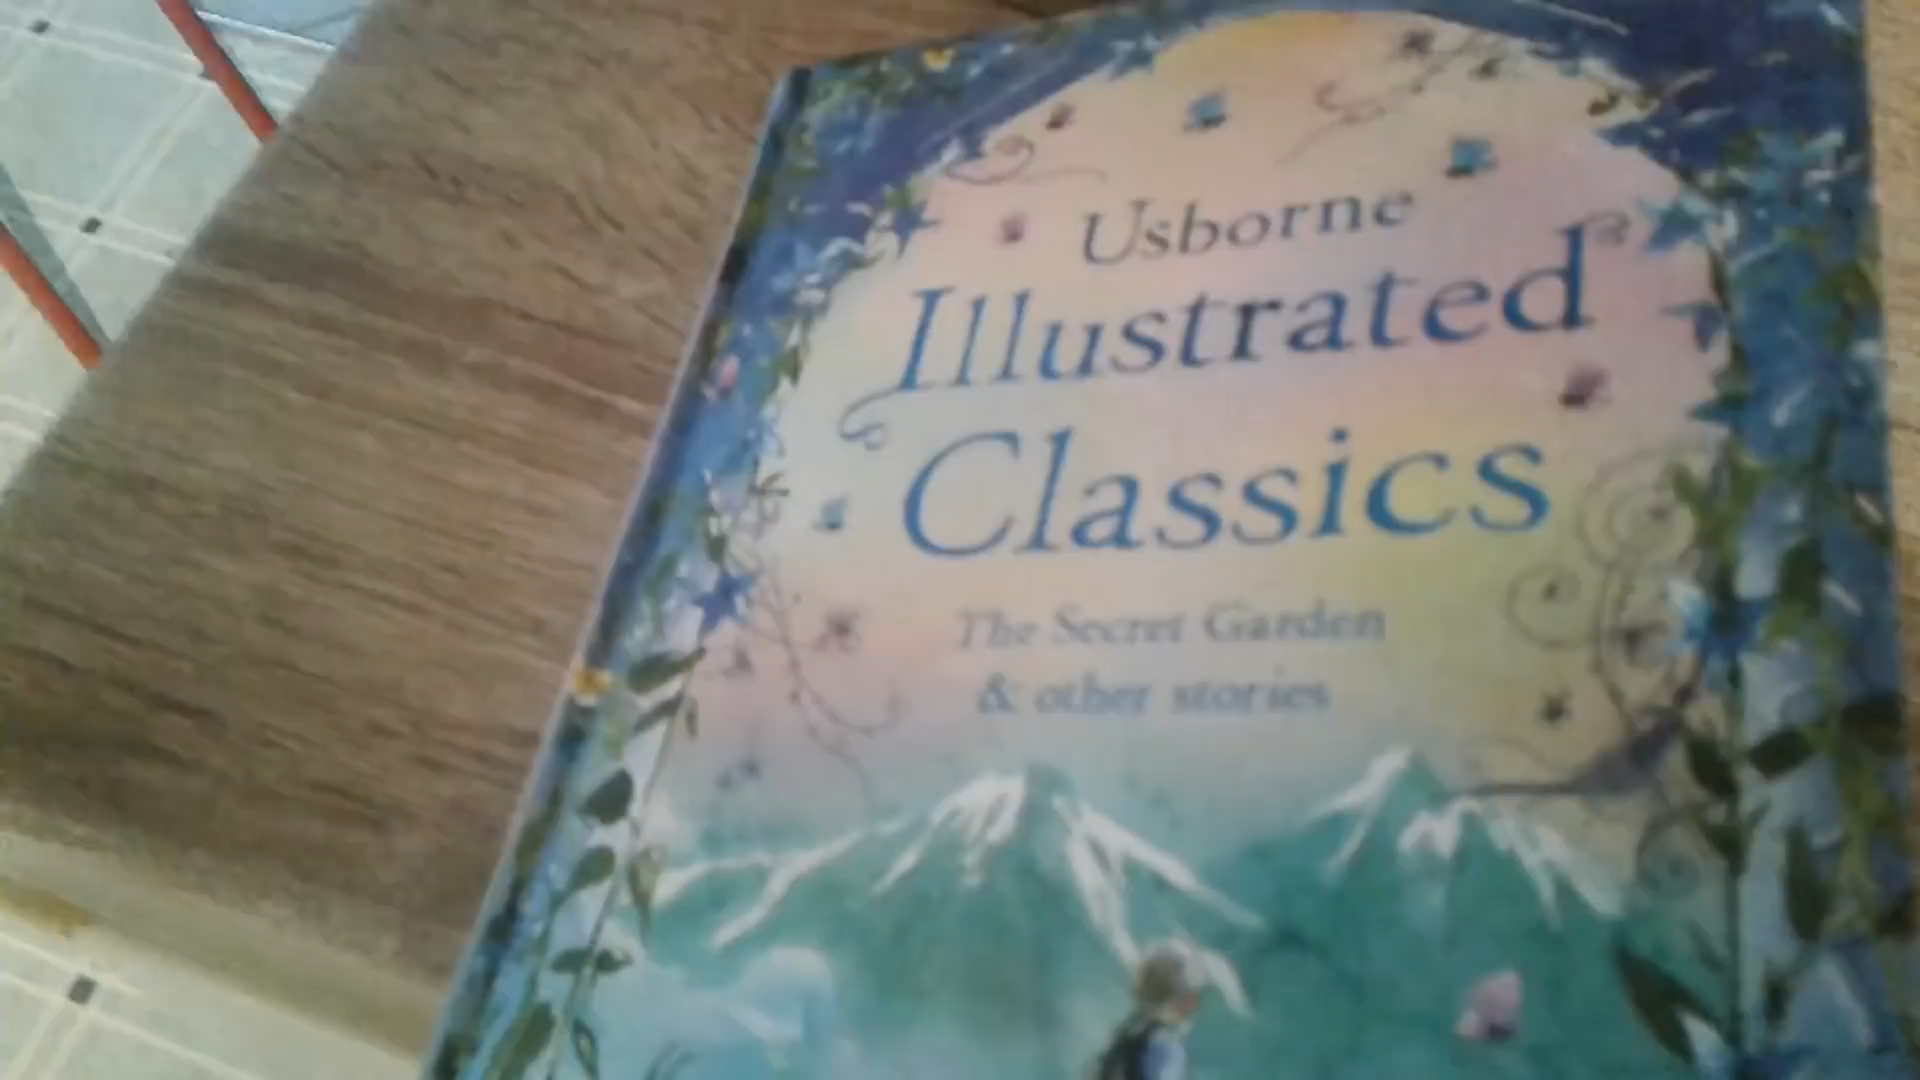 Usborne
Illustrated
Classics
The Secret Garden
& other stories